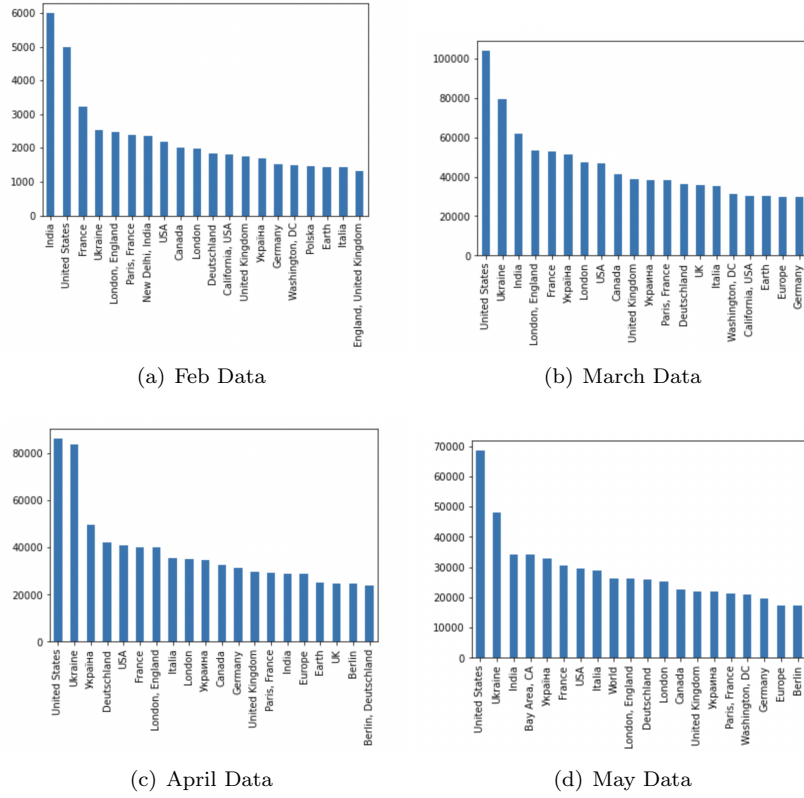 6000
5000
4000
3000
2000
1000
0
India
United States
France
Ukraine
London, England
Paris, France
New Delhi, India
USA
Canada
London
Deutschland
California, USA
United Kingdom
Україна
Germany
Washington, DC
Polska
Earth
Italia
England, United Kingdom
(a) Feb Data
100000
80000
60000
40000
20000
0
United States
Ukraine
India
London, England
France
Україна
London
USA
Canada
United Kingdom
Украина
Paris, France
Deutschland
UK
Italia
Washington, DC
California, USA
Earth
Europe
Germany
(b) March Data
80000
60000
40000
20000
0
United States
Ukraine
Україна
Deutschland
USA
France
London, England
Italia
London
Украина
Canada
Germany
United Kingdom
Paris, France
India
Europe
Earth
UK
Berlin
Berlin, Deutschland
(c) April Data
70000
60000
50000
40000
30000
20000
10000
0
United States
Ukraine
India
Bay Area, CA
Україна
France
USA
Italia
World
London, England
Deutschland
London
Canada
United Kingdom
Украина
Paris, France
Washington, DC
Germany
Europe
Berlin
(d) May Data